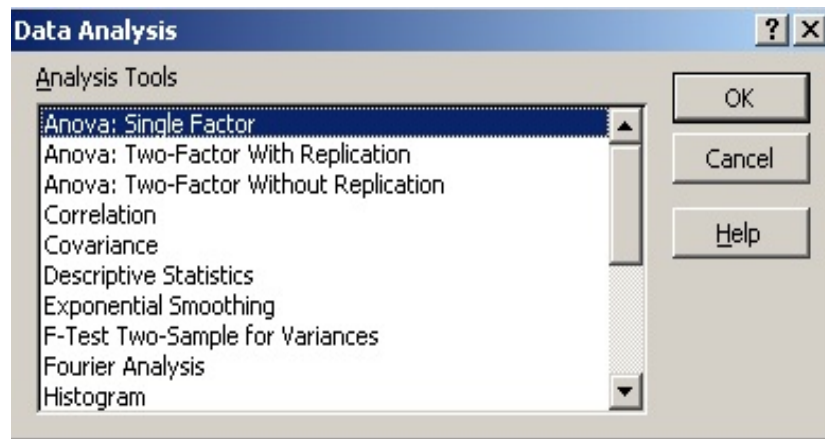 Data Analysis
Analysis Tools
Anova: Single Factor
Anova: Two-Factor With Replication
Anova: Two-Factor Without Replication
Correlation
Covariance
Descriptive Statistics
Exponential Smoothing
F-Test Two-Sample for Variances
Fourier Analysis
Histogram
OK
Cancel
Help